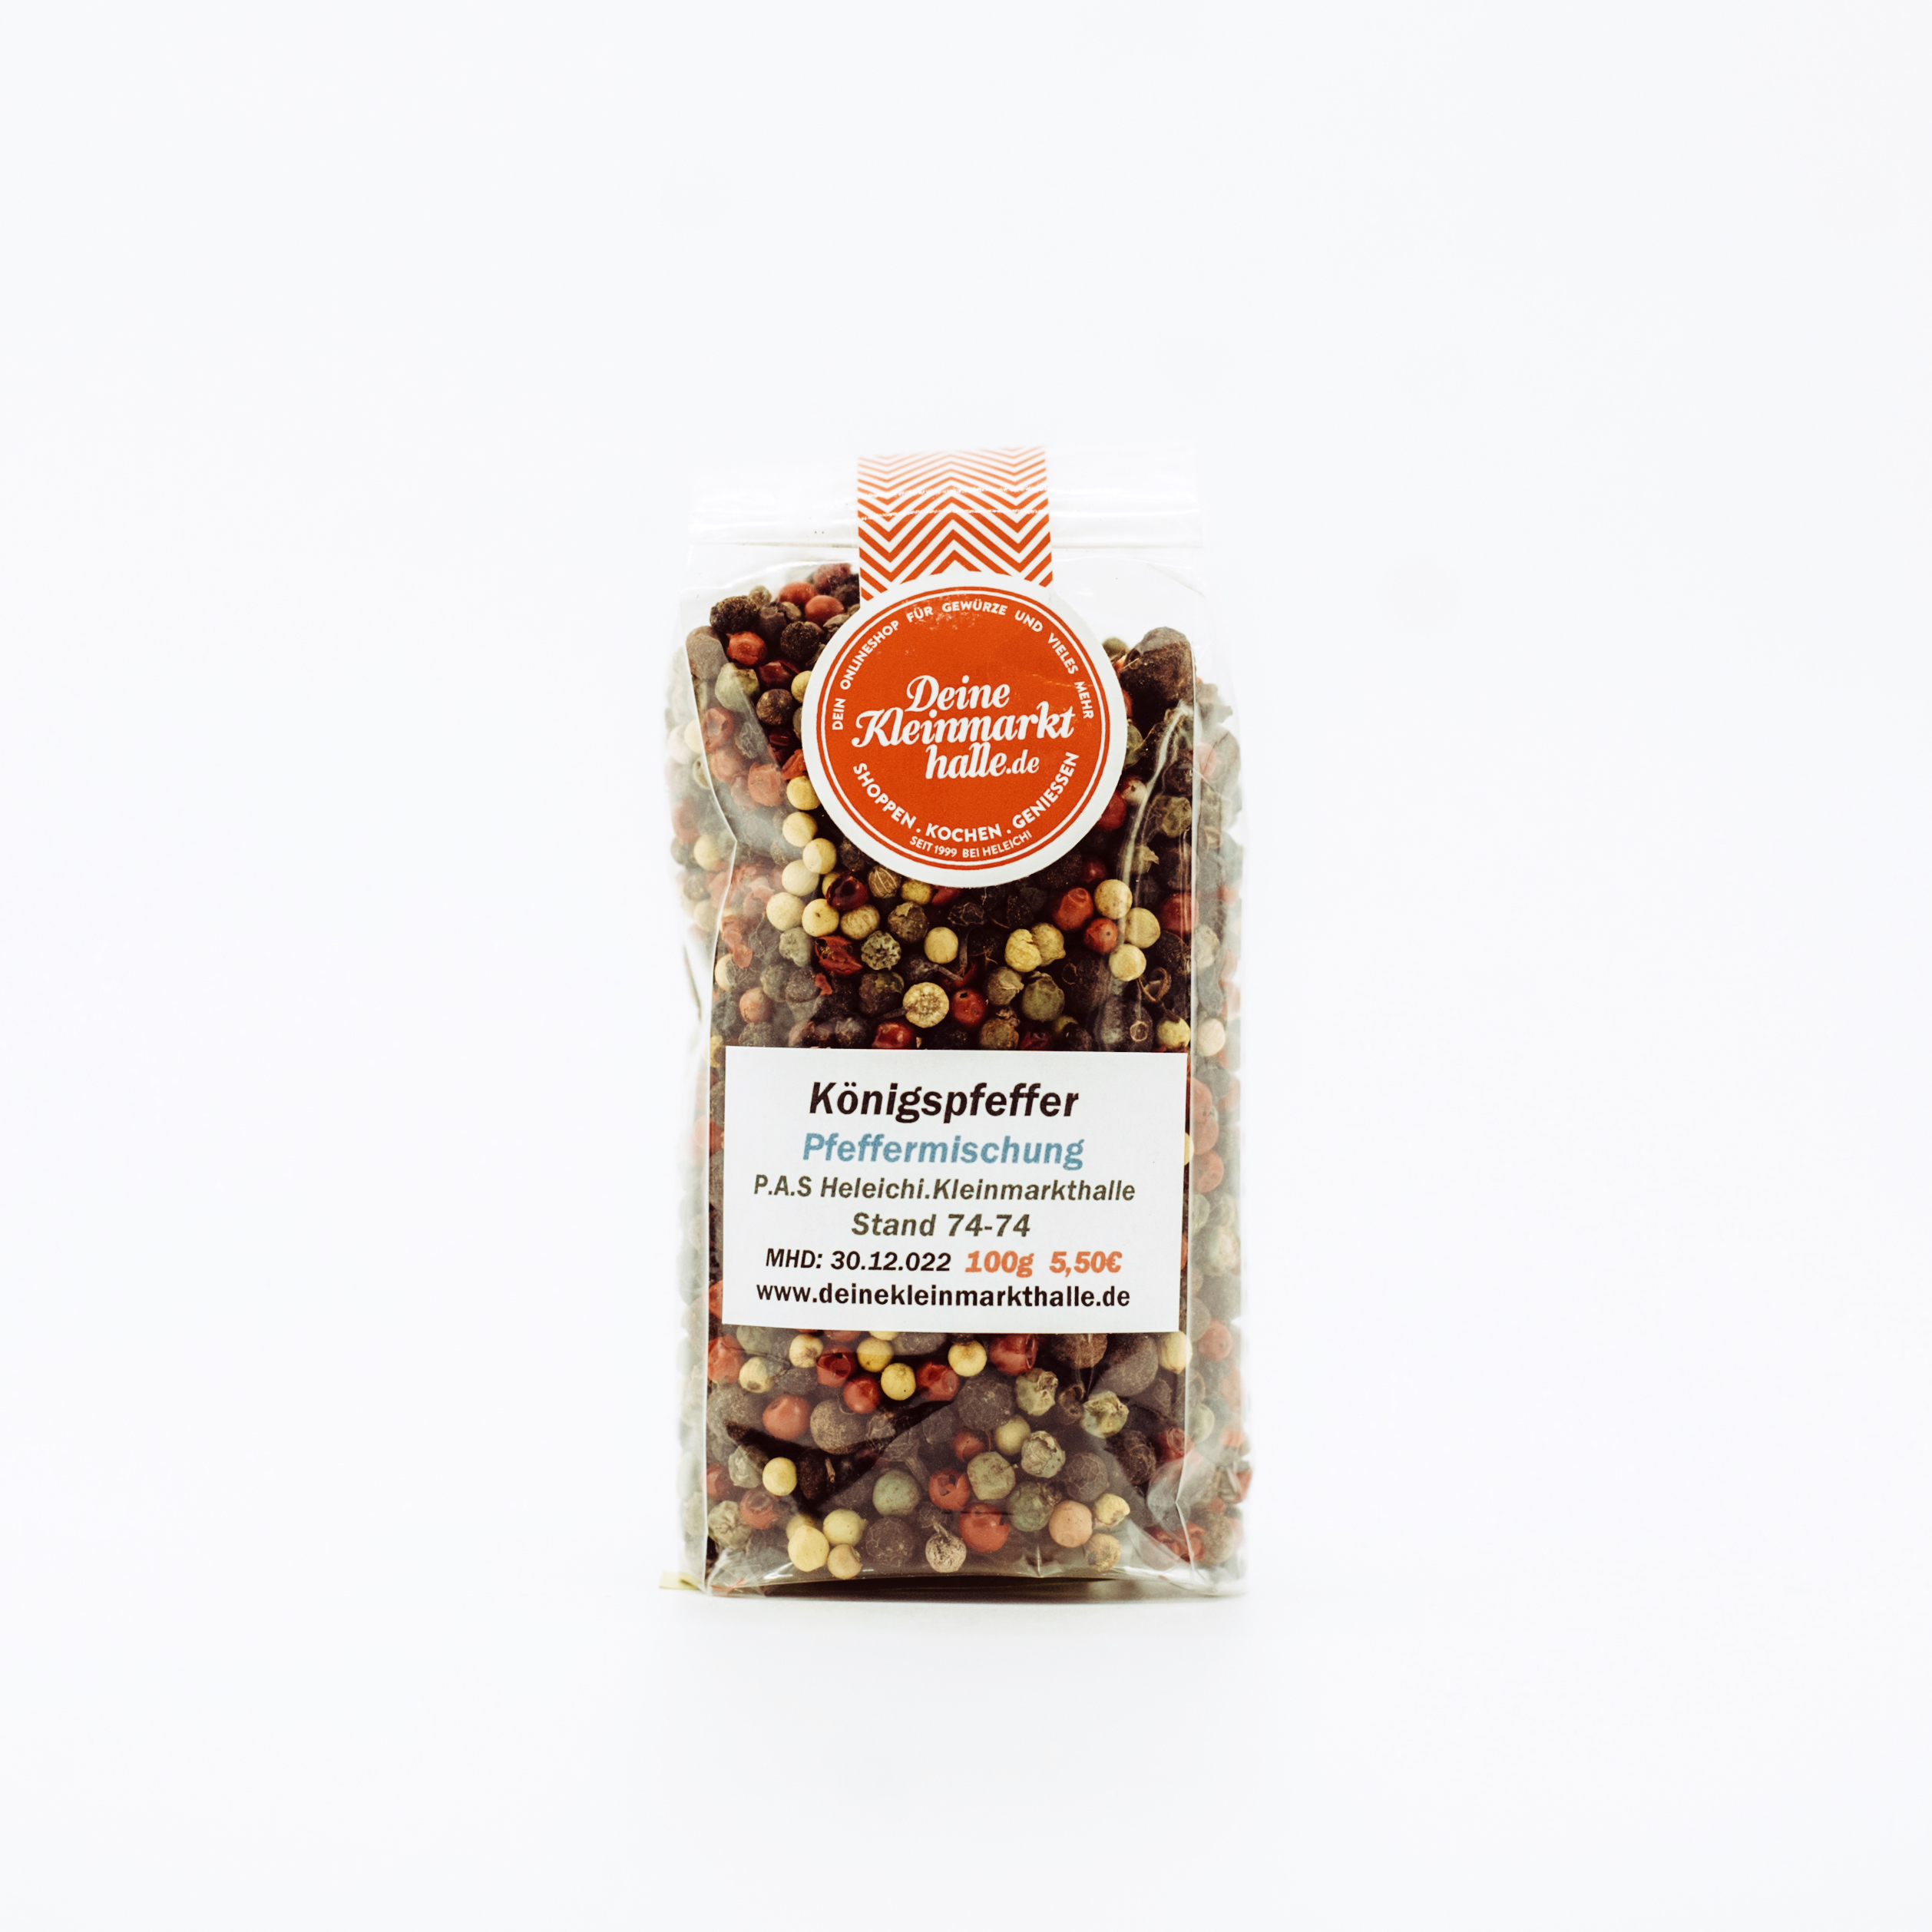 DEIN ONLINESHOP FÜR GEWÜRZE UND VIELES MEHR
Deine
Kleinmarkt
halle.de
SHOPPEN . KOCHEN . GENIESSEN
SEIT 1999 BEI HELEICHI
Königspfeffer
Pfeffermischung
P.A.S Heleichi.Kleinmarkthalle
Stand 74-74
MHD: 30.12.022 100g 5,50€
www.deinekleinmarkthalle.de